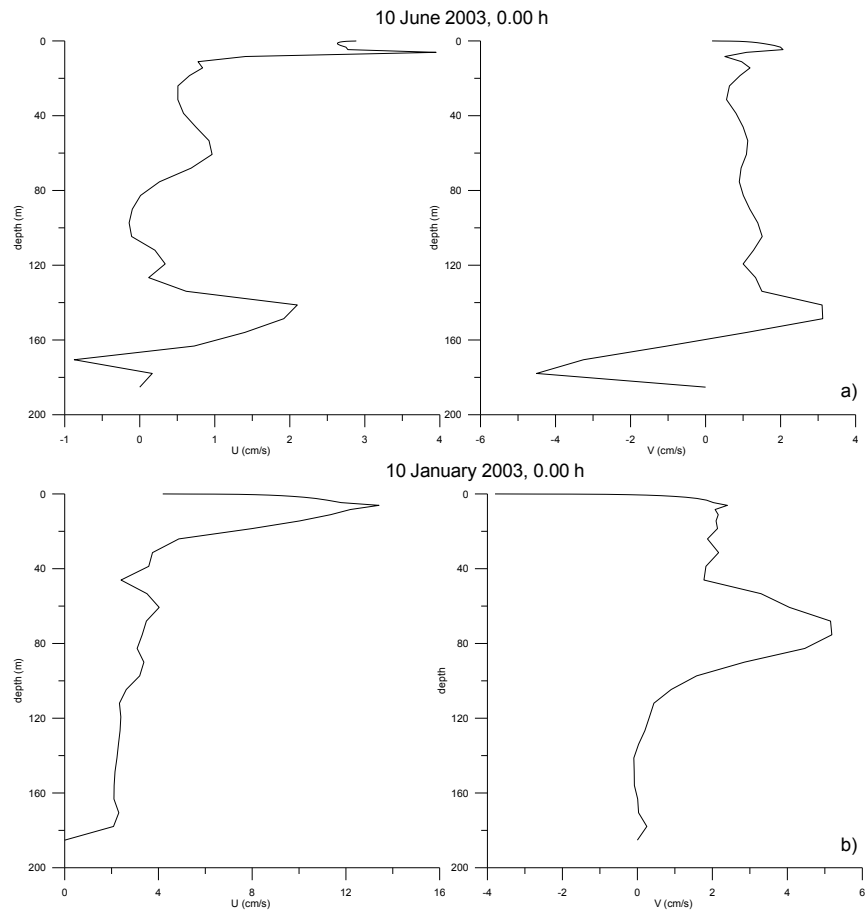 10 June 2003, 0.00 h
0
40
80
120
160
200
depth (m)
-1 0 1 2 3 4
U (cm/s)
0
40
80
120
160
200
depth (m)
-6 -4 -2 0 2 4
V (cm/s)
a)
10 January 2003, 0.00 h
0
40
80
120
160
200
depth (m)
0 4 8 12 16
U (cm/s)
0
40
80
120
160
200
depth
-4 -2 0 2 4 6
V (cm/s)
b)